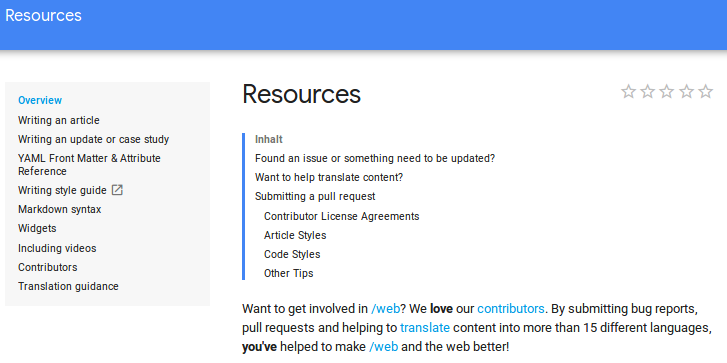 Resources
Overview
Writing an article
Writing an update or case study
YAML Front Matter & Attribute
Reference
Writing style guide
Markdown syntax
Widgets
Including videos
Contributors
Translation guidance
Resources
Inhalt
Found an issue or something need to be updated?
Want to help translate content?
Submitting a pull request
Contributor License Agreements
Article Styles
Code Styles
Other Tips
Want to get involved in /web? We love our contributors. By submitting bug reports,
pull requests and helping to translate content into more than 15 different languages,
you've helped to make /web and the web better!